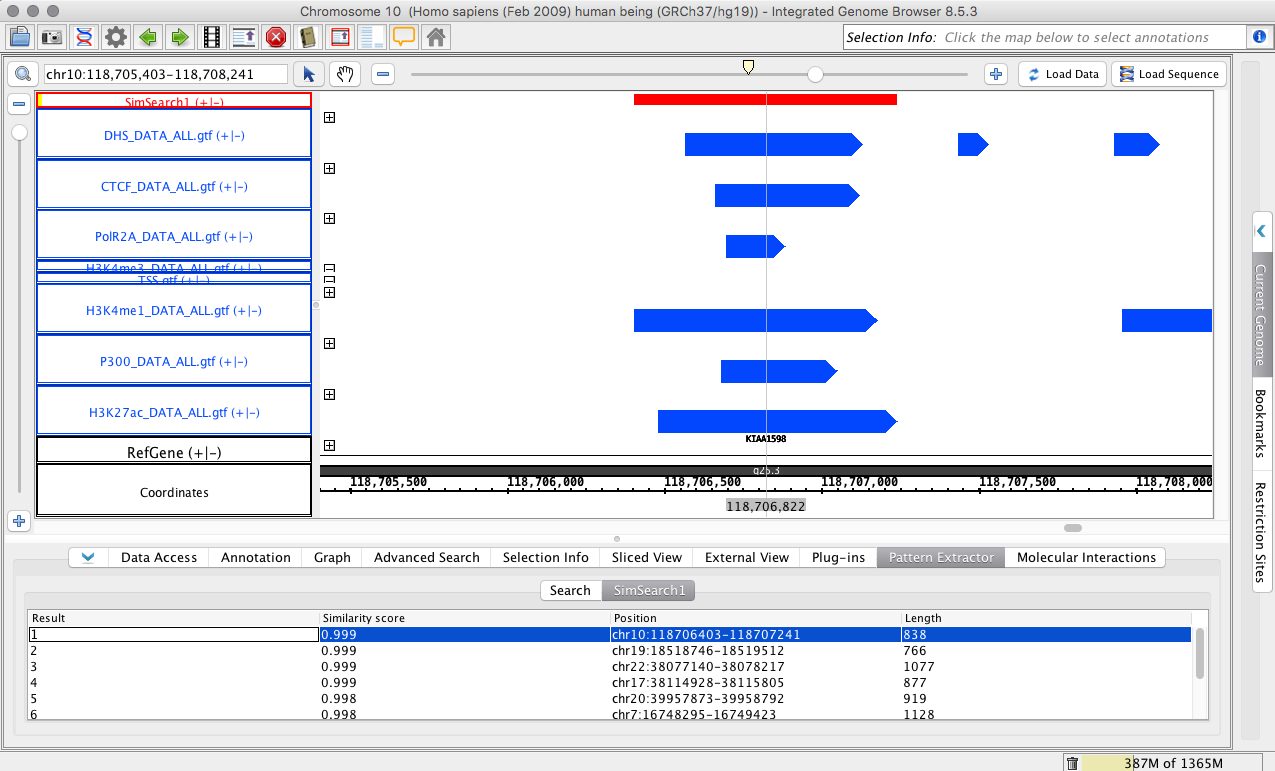 Chromosome 10 (Homo sapiens (Feb 2009) human being (GRCh37/hg19)) - Integrated Genome Browser 8.5.3
Selection Info: Click the map below to select annotations
chr10:118,705,403-118,708,241
Load Data
Load Sequence
SimSearch1 (+|-)
DHS_DATA_ALL.gtf (+|-)
CTCF_DATA_ALL.gtf (+|-)
PolR2A_DATA_ALL.gtf (+|-)
H3K4me3_DATA_ALL.gtf (+|-)
TSS.gtf (+|-)
H3K4me1_DATA_ALL.gtf (+|-)
P300_DATA_ALL.gtf (+|-)
H3K27ac_DATA_ALL.gtf (+|-)
KIAA1598
RefGene (+|-)
q25.3
Coordinates
118,705,500 118,706,000 118,706,500 118,707,000 118,707,500 118,708,000
118,706,822
Current Genome
Bookmarks
Restriction Sites
Data Access Annotation Graph Advanced Search Selection Info Sliced View External View Plug-ins Pattern Extractor Molecular Interactions
Search SimSearch1
Result Similarity score Position Length
1 0.999 chr10:118706403-118707241 838
2 0.999 chr19:18518746-18519512 766
3 0.999 chr22:38077140-38078217 1077
4 0.999 chr17:38114928-38115805 877
5 0.998 chr20:39957873-39958792 919
6 0.998 chr7:16748295-16749423 1128
387M of 1365M